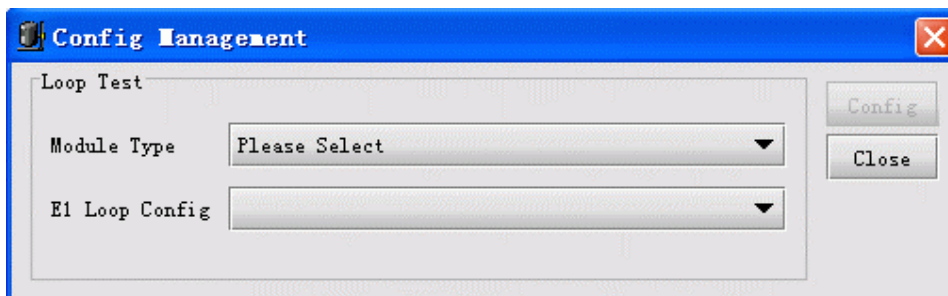 Config Management
Loop Test
Module Type Please Select
E1 Loop Config
Config
Close